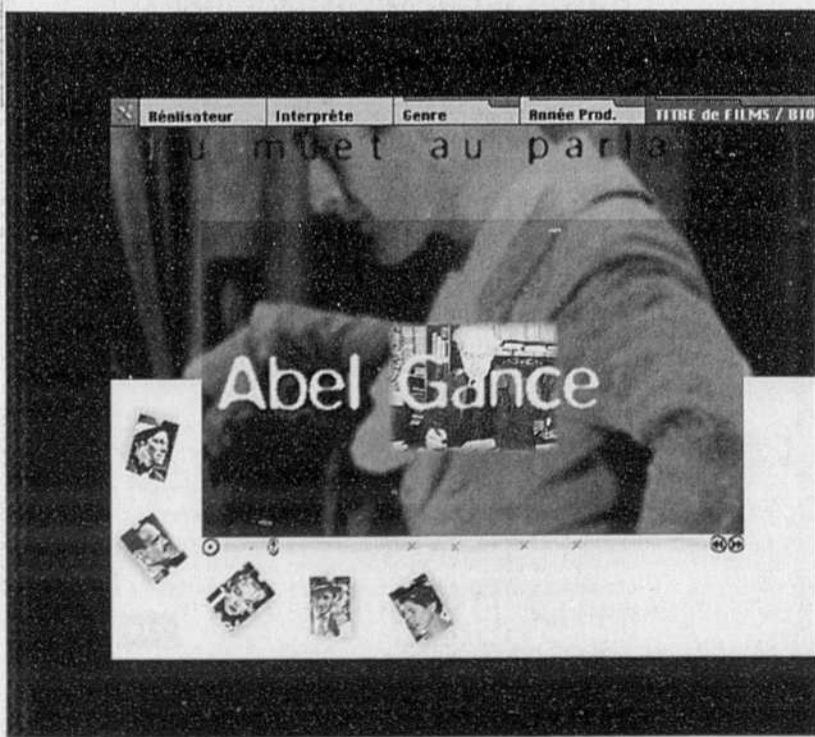 Réalisateur Interprète Genre Année Prod. TITRE de FILMS / BIO
u muet au parla
Abel Gance